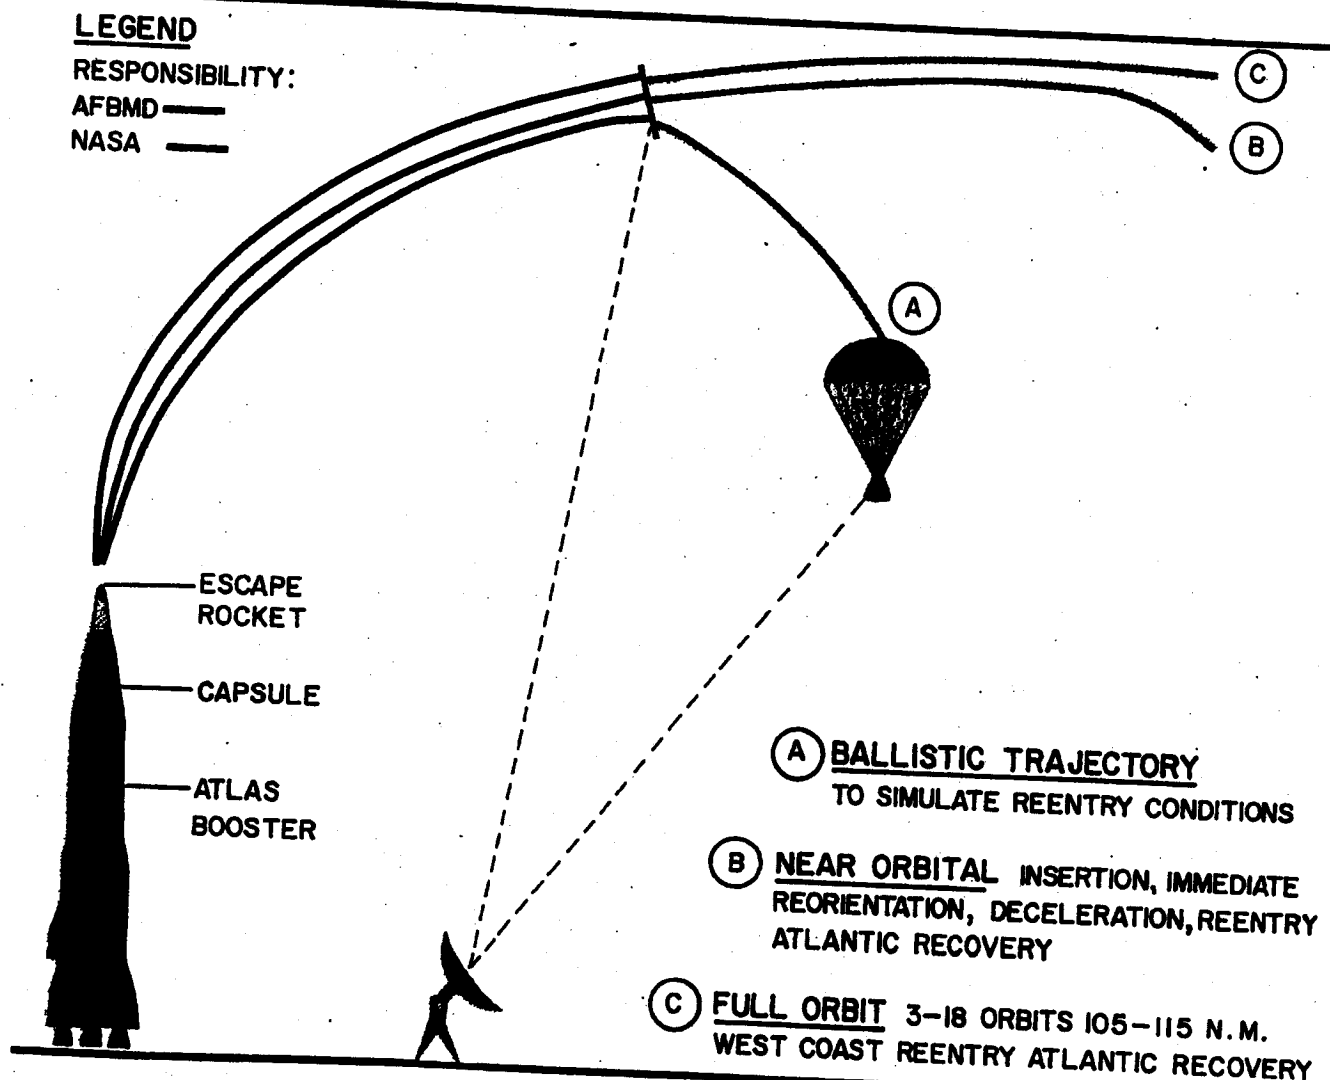 LEGEND
RESPONSIBILITY:
AFBMD
NASA
C
B
A
ESCAPE
ROCKET
CAPSULE
ATLAS
BOOSTER
A BALLISTIC TRAJECTORY
TO SIMULATE REENTRY CONDITIONS
B NEAR ORBITAL INSERTION, IMMEDIATE
REORIENTATION, DECELERATION, REENTRY
ATLANTIC RECOVERY
C FULL ORBIT 3-18 ORBITS 105-115 N.M.
WEST COAST REENTRY ATLANTIC RECOVERY